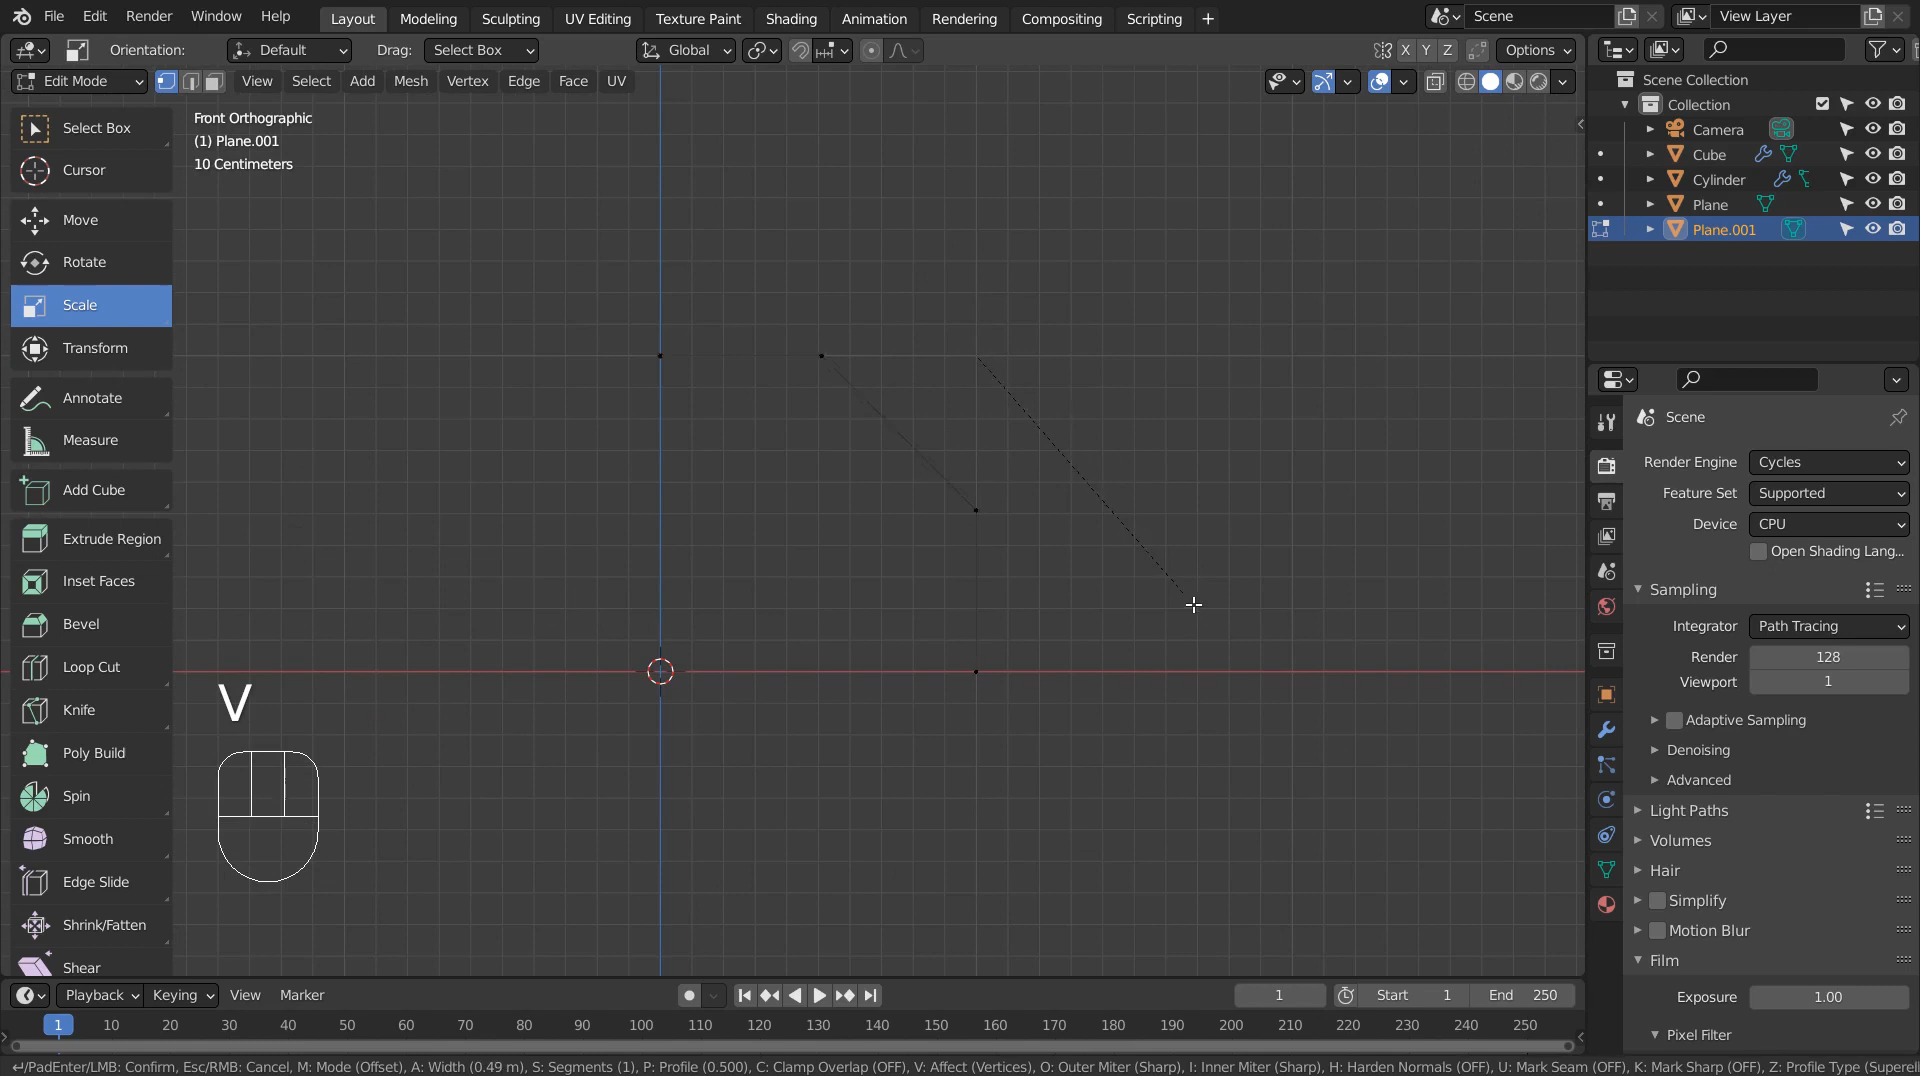 File Edit Render Window Help Layout Modeling Sculpting UV Editing Texture Paint Shading Animation Rendering Compositing Scripting + Scene View Layer
Orientation: Default Drag: Select Box Global X Y Z Options
Edit Mode View Select Add Mesh Vertex Edge Face UV
Select Box
Cursor
Move
Rotate
Scale
Transform
Annotate
Measure
Add Cube
Extrude Region
Inset Faces
Bevel
Loop Cut
Knife
Poly Build
Spin
Smooth
Edge Slide
Shrink/Fatten
Shear
Front Orthographic
(1) Plane.001
10 Centimeters
V
Scene Collection
Collection
Camera
Cube
Cylinder
Plane
Plane.001
Scene
Render Engine Cycles
Feature Set Supported
Device CPU
Open Shading Lang...
Sampling
Integrator Path Tracing
Render 128
Viewport 1
Adaptive Sampling
Denoising
Advanced
Light Paths
Volumes
Hair
Simplify
Motion Blur
Film
Exposure 1.00
Pixel Filter
Playback Keying View Marker 1 Start 1 End 250
1 10 20 30 40 50 60 70 80 90 100 110 120 130 140 150 160 170 180 190 200 210 220 230 240 250
/PadEnter/LMB: Confirm, Esc/RMB: Cancel, M: Mode (Offset), A: Width (0.49 m), S: Segments (1), P: Profile (0.500), C: Clamp Overlap (OFF), V: Affect (Vertices), O: Outer Miter (Sharp), I: Inner Miter (Sharp), H: Harden Normals (OFF), U: Mark Seam (OFF), K: Mark Sharp (OFF), Z: Profile Type (Superell